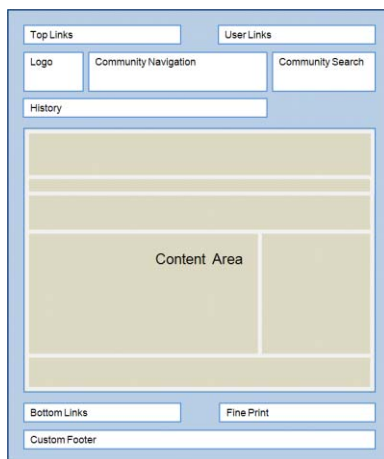 Top Links
User Links
Logo
Community Navigation
Community Search
History
Content Area
Bottom Links
Fine Print
Custom Footer